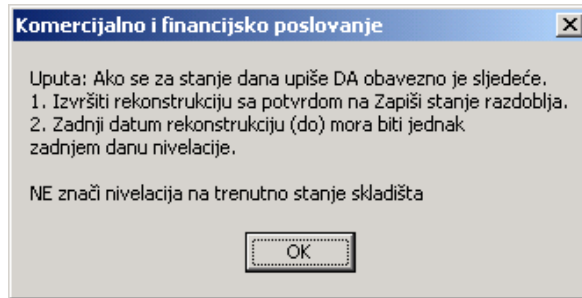 Komercijalno i financijsko poslovanje
Uputa: Ako se za stanje dana upiše DA obavezno je sljedeće.
1. Izvršiti rekonstrukciju sa potvrdom na Zapiši stanje razdoblja.
2. Zadnji datum rekonstrukciju (do) mora biti jednak
zadnjem danu nivelacije.
NE znači nivelacija na trenutno stanje skladišta
OK